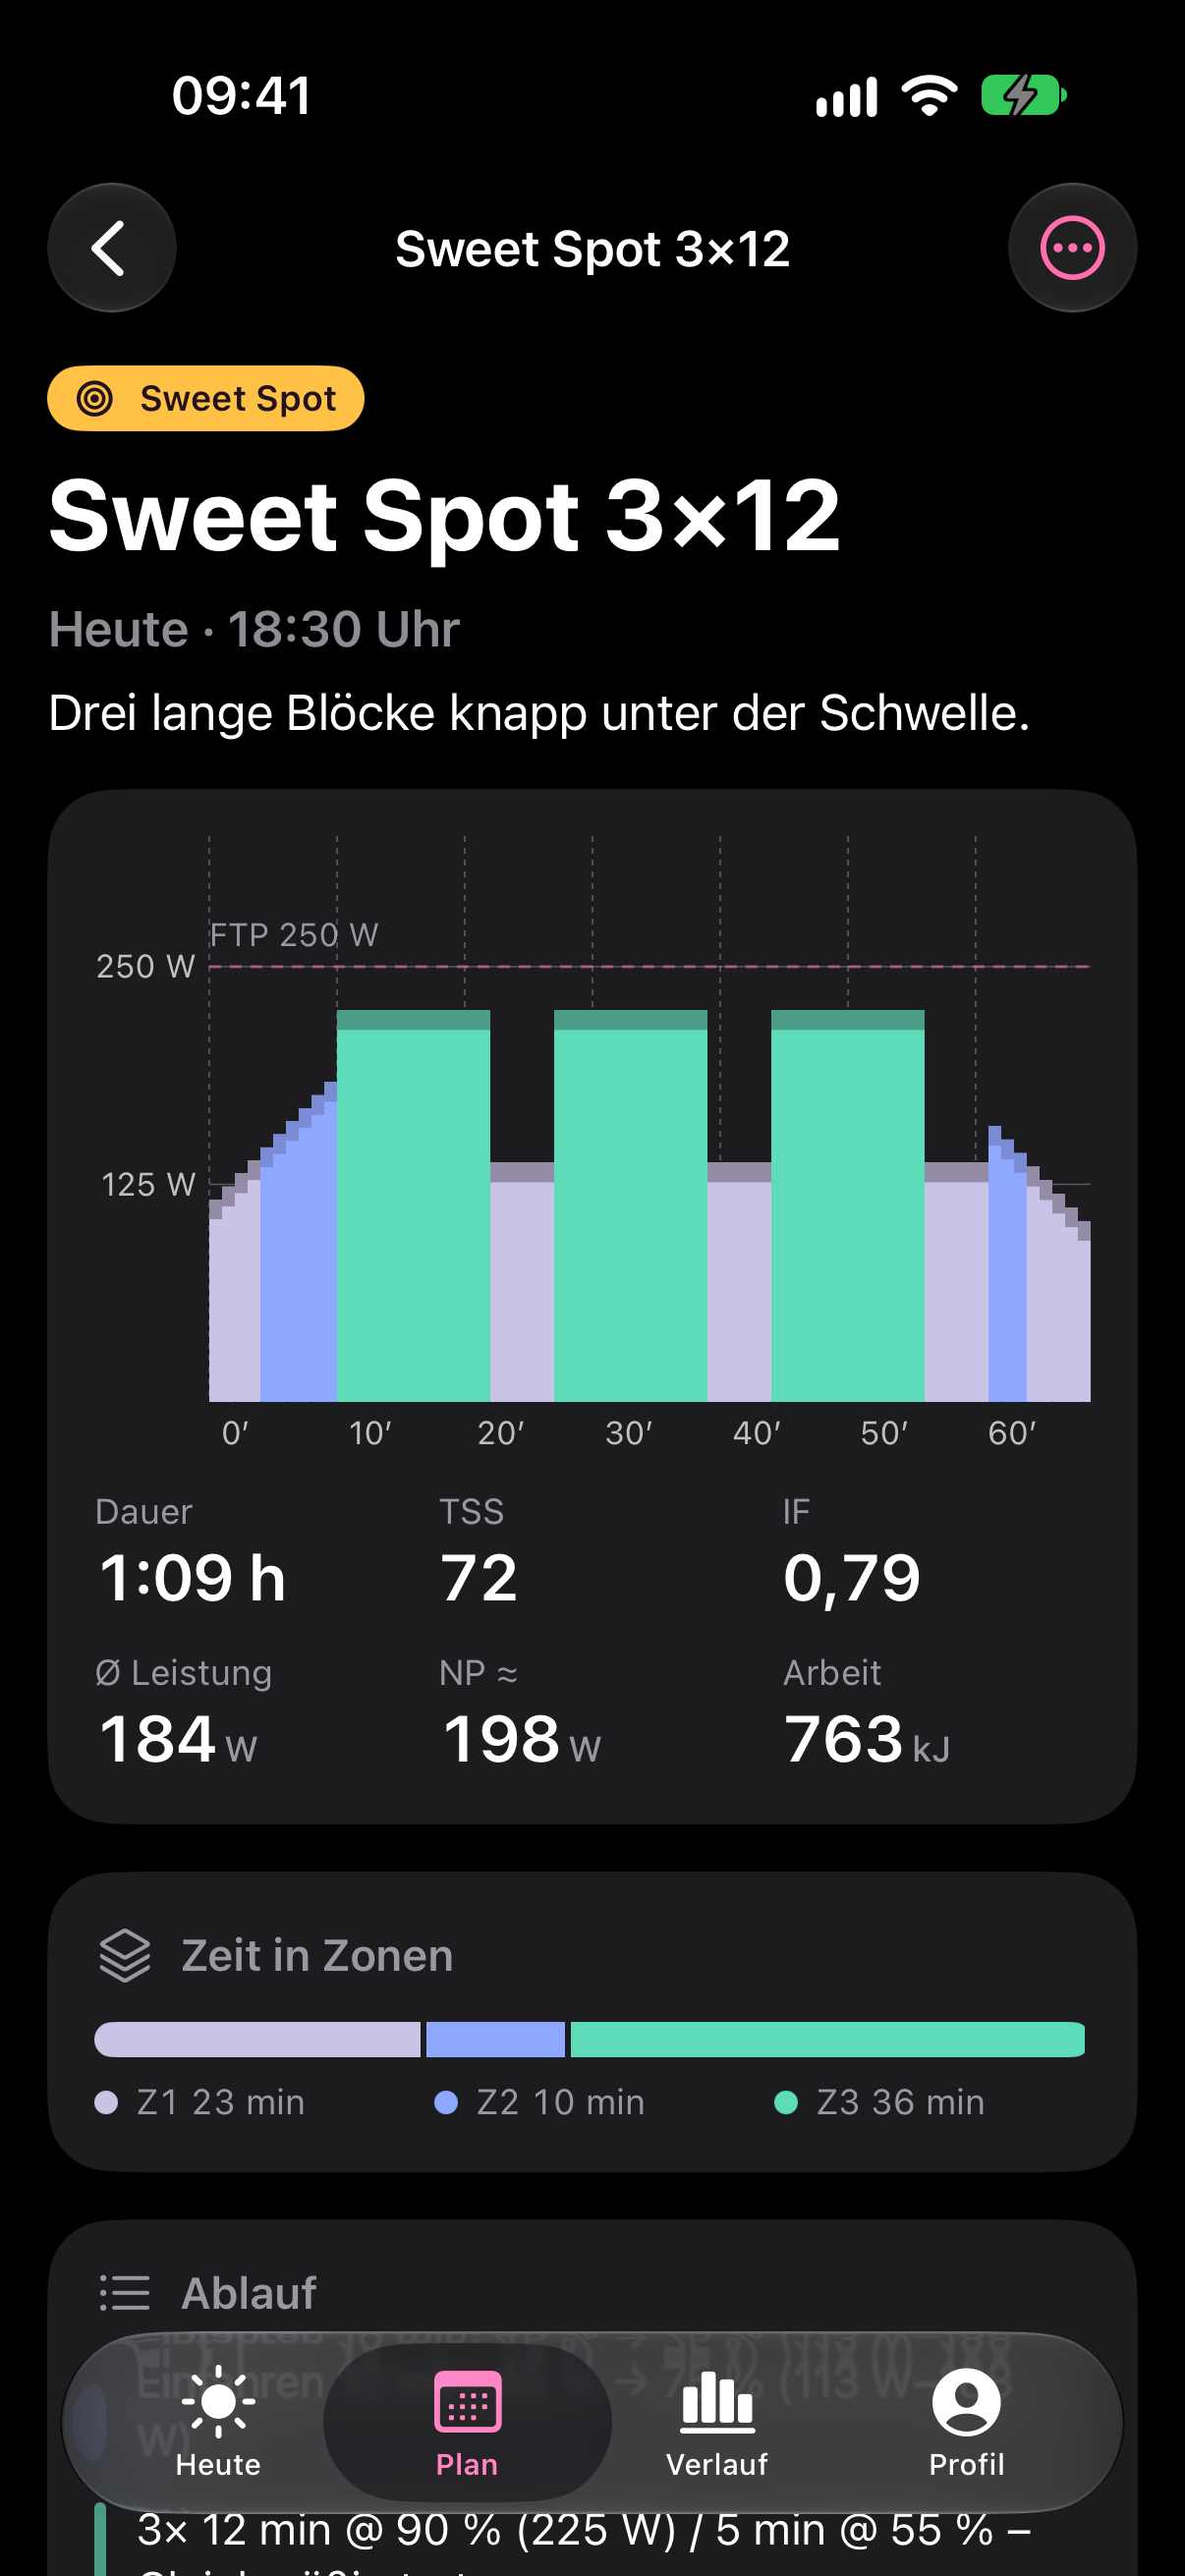 09:41
Sweet Spot 3×12
Sweet Spot
Sweet Spot 3×12
Heute · 18:30 Uhr
Drei lange Blöcke knapp unter der Schwelle.
FTP 250 W
250 W
125 W
0′ 10′ 20′ 30′ 40′ 50′ 60′
Dauer TSS IF
1:09 h 72 0,79
Ø Leistung NP ≈ Arbeit
184 W 198 W 763 kJ
Zeit in Zonen
Z1 23 min Z2 10 min Z3 36 min
Ablauf
(113 W–
W)
Heute Plan Verlauf Profil
3× 12 min @ 90 % (225 W) / 5 min @ 55 % –